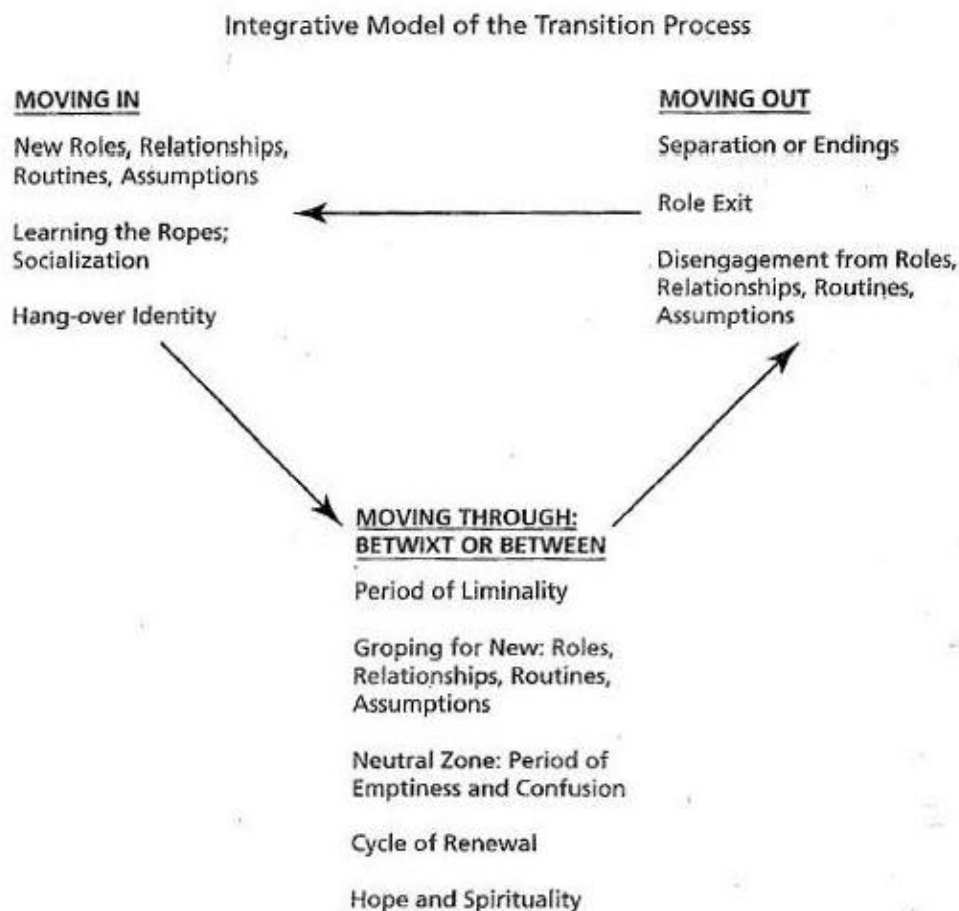 Integrative Model of the Transition Process
MOVING IN
New Roles, Relationships,
Routines, Assumptions
Learning the Ropes;
Socialization
Hang-over Identity
MOVING OUT
Separation or Endings
Role Exit
Disengagement from Roles,
Relationships, Routines,
Assumptions
MOVING THROUGH:
BETWIXT OR BETWEEN
Period of Liminality
Groping for New: Roles,
Relationships, Routines,
Assumptions
Neutral Zone: Period of
Emptiness and Confusion
Cycle of Renewal
Hope and Spirituality